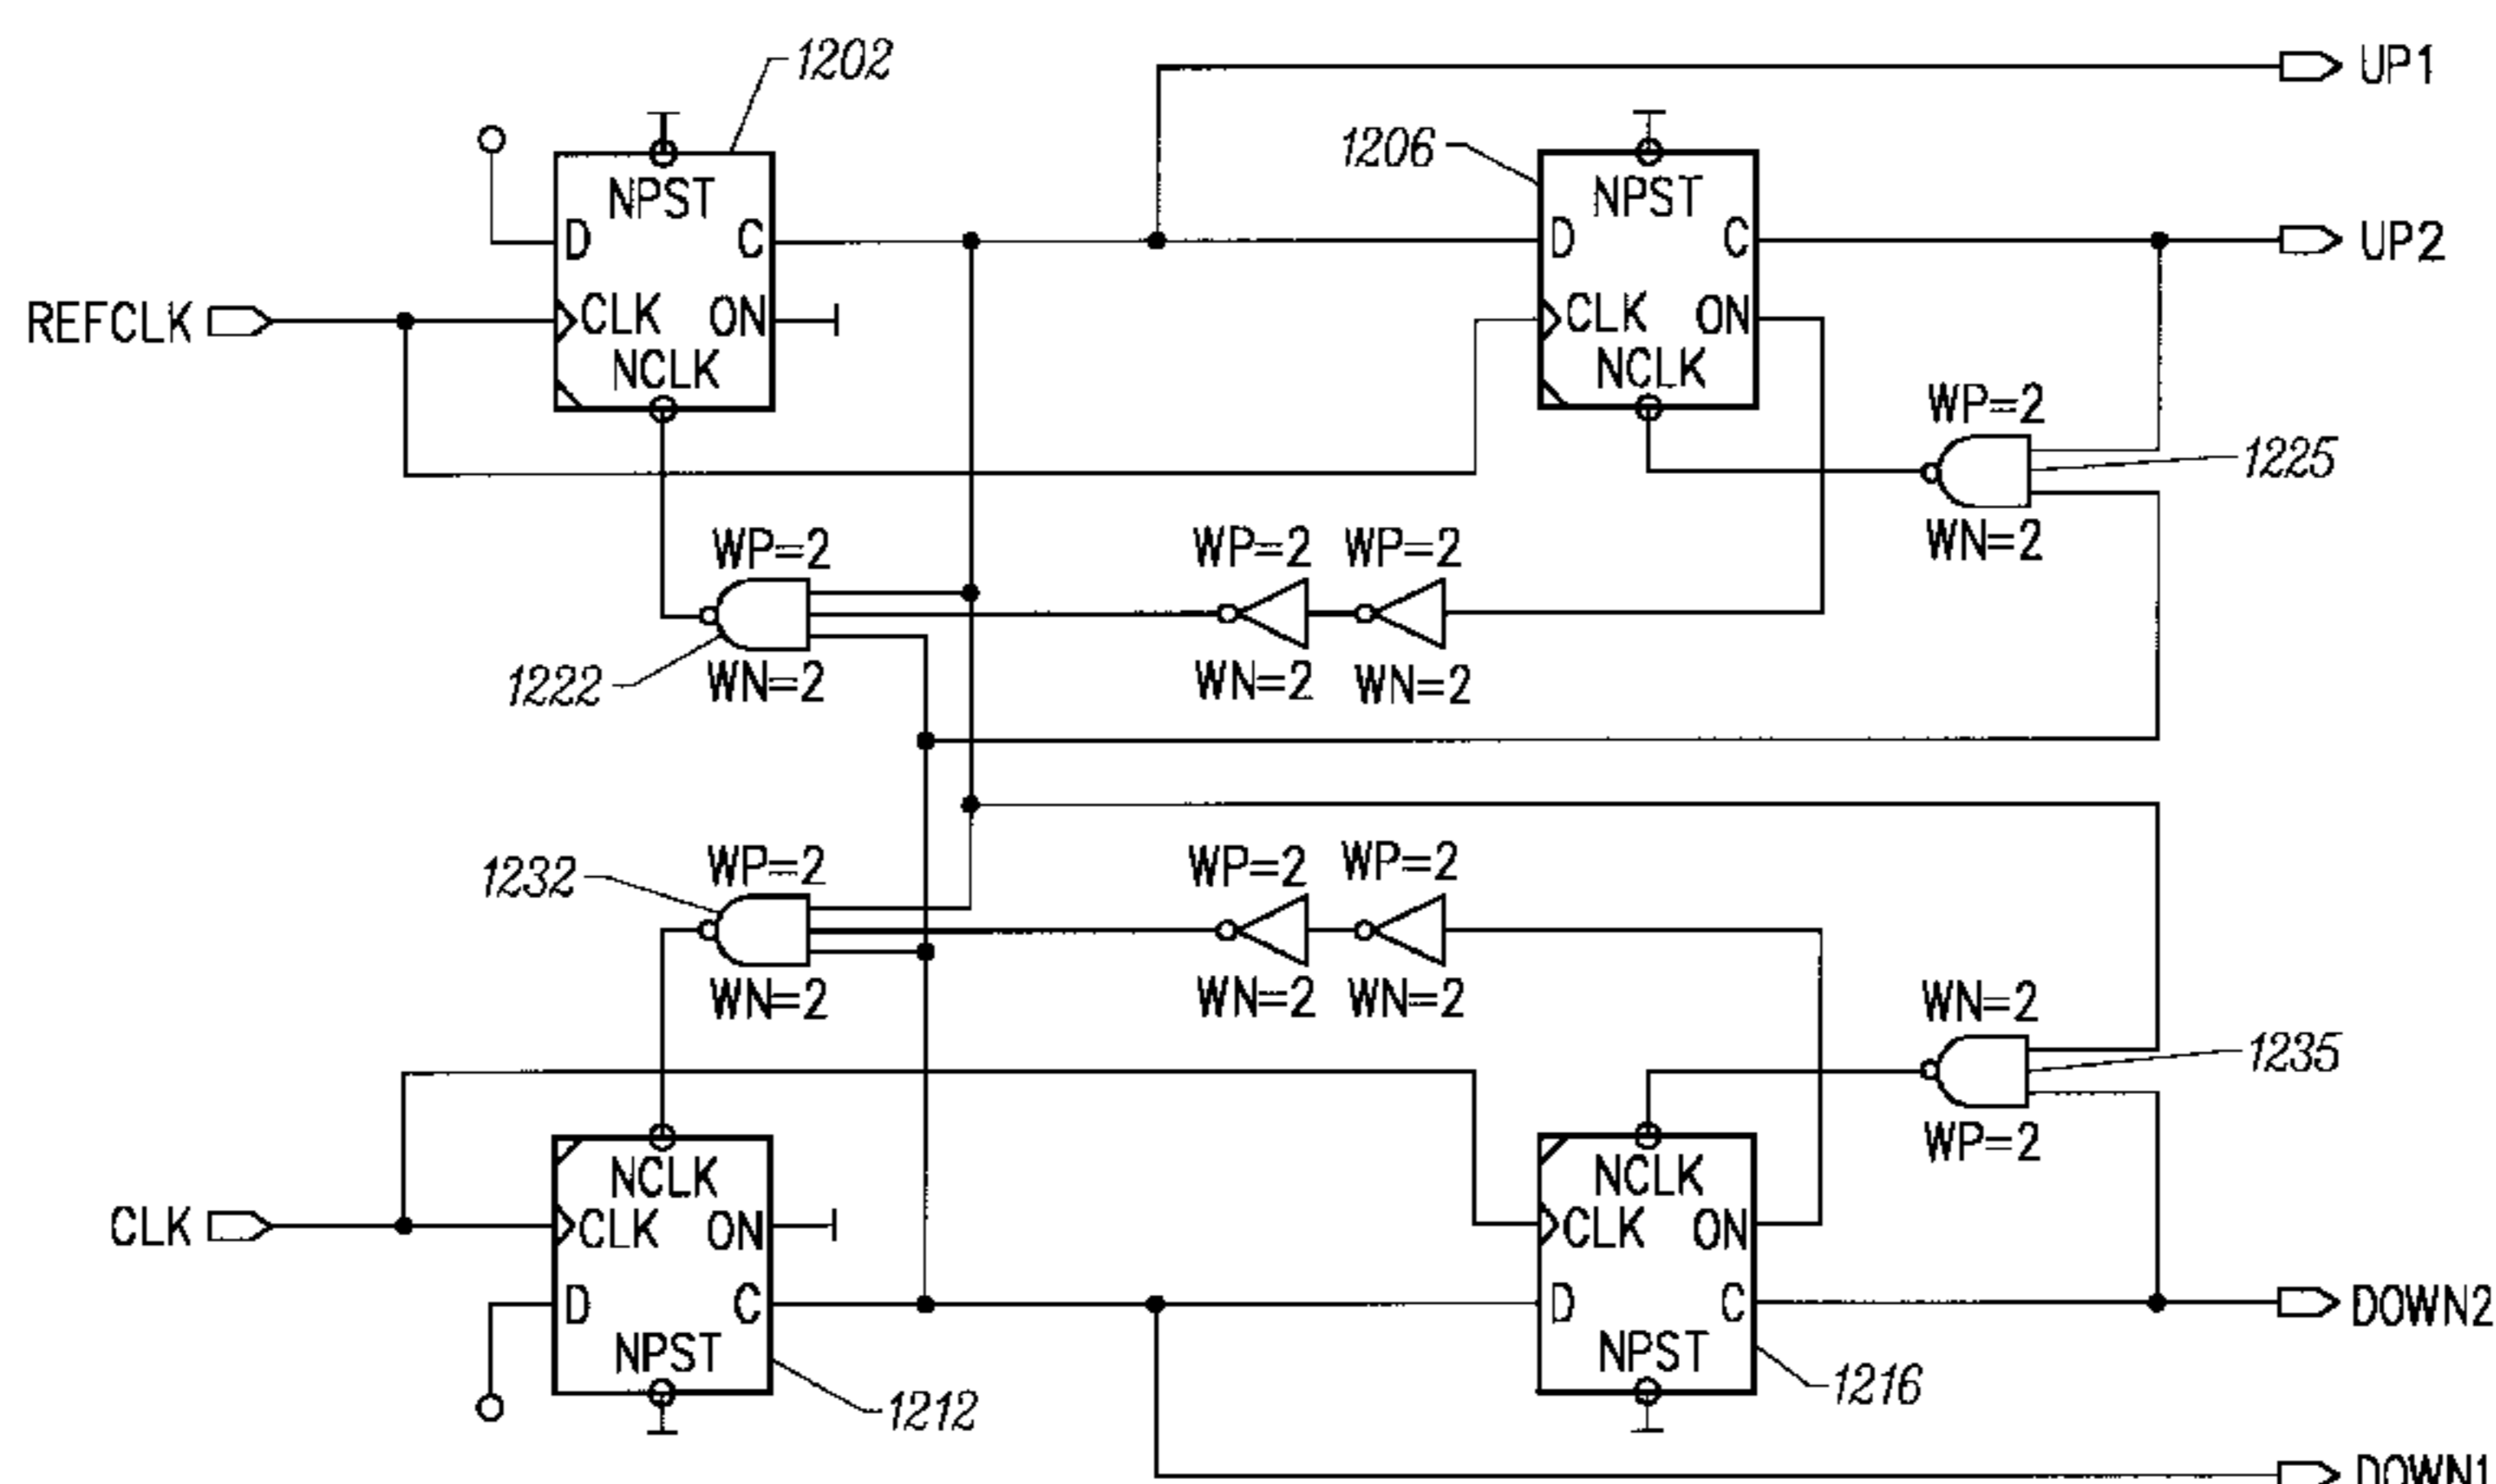 1202
UP1
1206
NPST
NPST
D
C
D
C
UP2
REFCLK
CLK
ON
CLK
ON
NCLK
NCLK
WP=2
1225
WN=2
WP=2
WP=2
WP=2
1222
WN=2
WN=2
WN=2
1232
WP=2
WP=2
WP=2
WN=2
WN=2
WN=2
WN=2
1235
WP=2
NCLK
NCLK
CLK
CLK
ON
CLK
ON
D
C
D
C
DOWN2
NPST
NPST
1212
1216
DOWN1